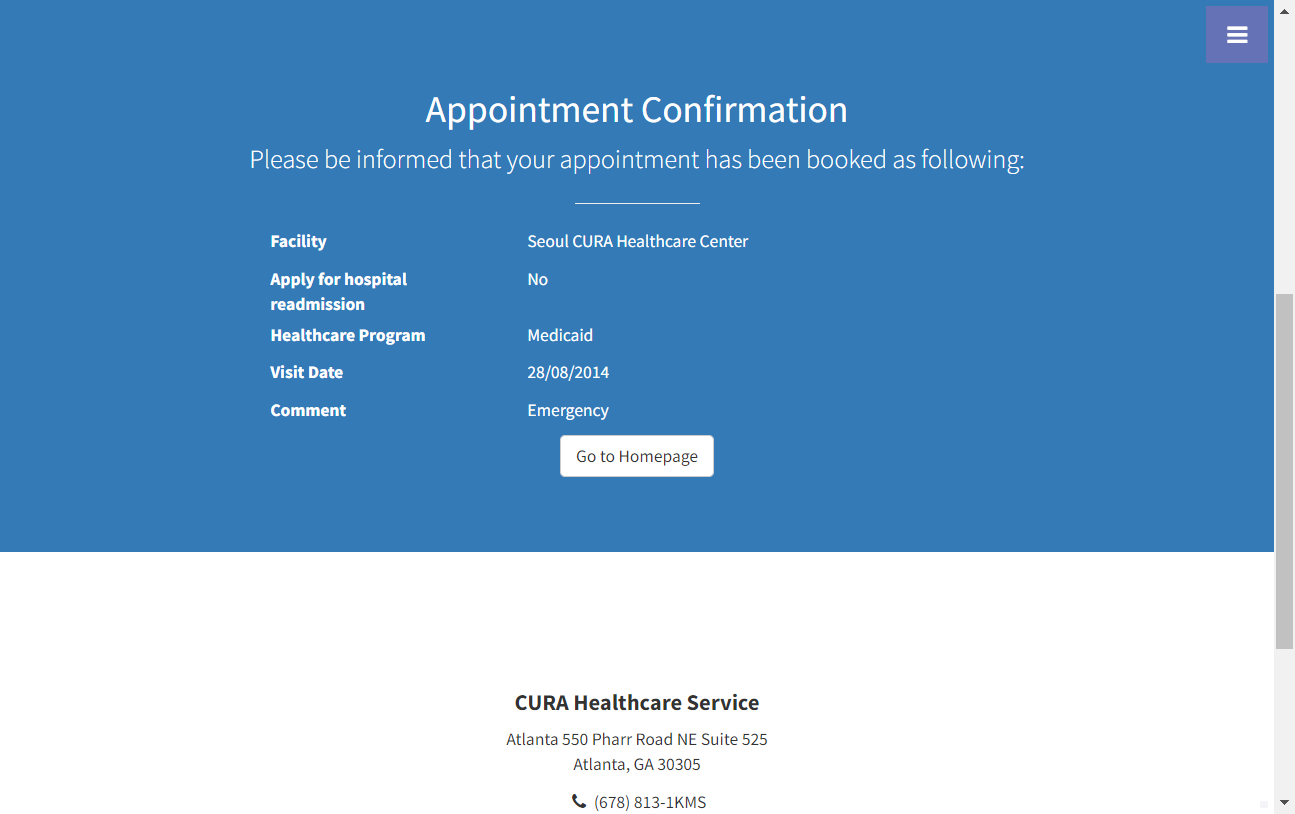 Appointment Confirmation
Please be informed that your appointment has been booked as following:
Facility Seoul CURA Healthcare Center
Apply for hospital No
readmission
Healthcare Program Medicaid
Visit Date 28/08/2014
Comment Emergency
Go to Homepage
CURA Healthcare Service
Atlanta 550 Pharr Road NE Suite 525
Atlanta, GA 30305
(678) 813-1KMS